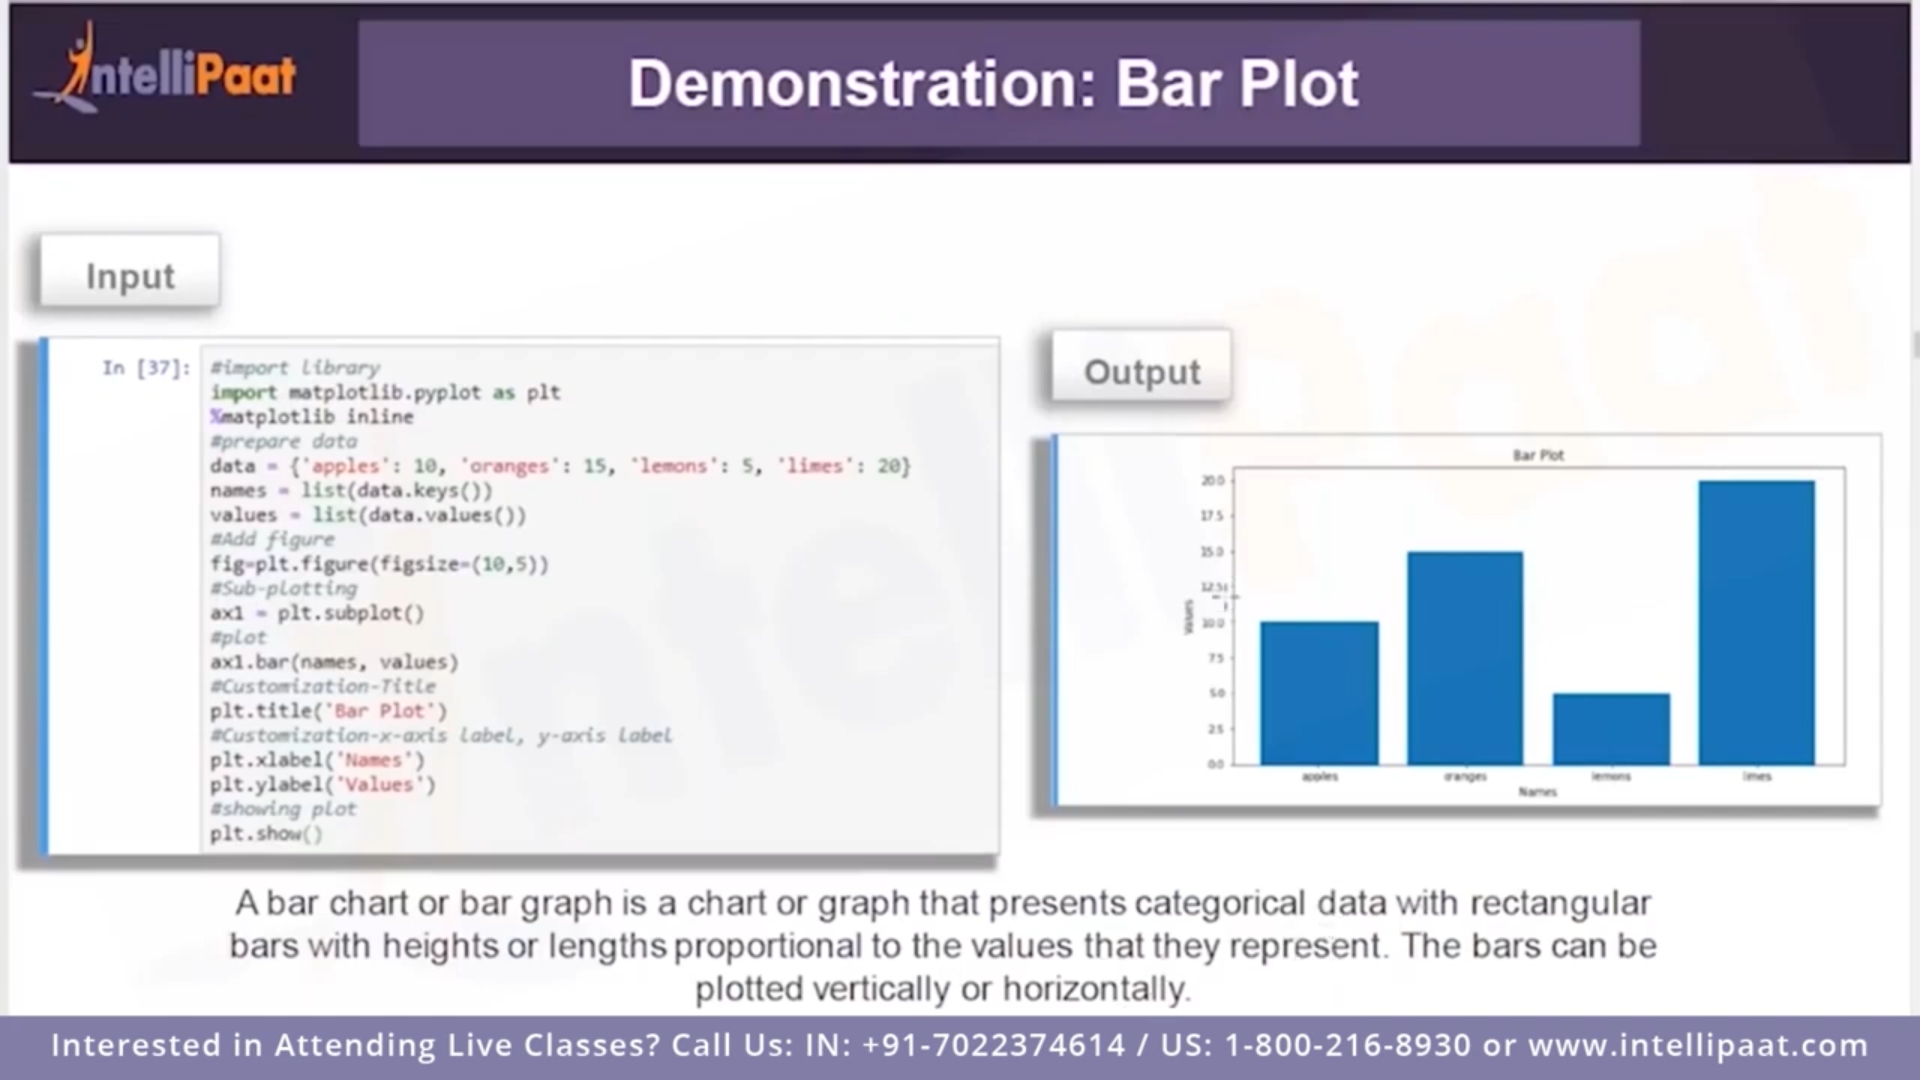 IntelliPaat
Demonstration: Bar Plot
Input
In [37]:
#import library
import matplotlib.pyplot as plt
%matplotlib inline
#prepare data
data = {'apples': 10, 'oranges': 15, 'lemons': 5, 'limes': 20}
names = list(data.keys())
values = list(data.values())
#Add figure
fig=plt.figure(figsize=(10,5))
#Sub-plotting
ax1 = plt.subplot()
#plot
ax1.bar(names, values)
#Customization-Title
plt.title('Bar Plot')
#Customization-x-axis label, y-axis label
plt.xlabel('Names')
plt.ylabel('Values')
#showing plot
plt.show()
Output
Bar Plot
20.0
17.5
15.0
12.5
10.0
7.5
5.0
2.5
0.0
Values
apples oranges lemons limes
Names
A bar chart or bar graph is a chart or graph that presents categorical data with rectangular
bars with heights or lengths proportional to the values that they represent. The bars can be
plotted vertically or horizontally.
Interested in Attending Live Classes? Call Us: IN: +91-7022374614 / US: 1-800-216-8930 or www.intellipaat.com